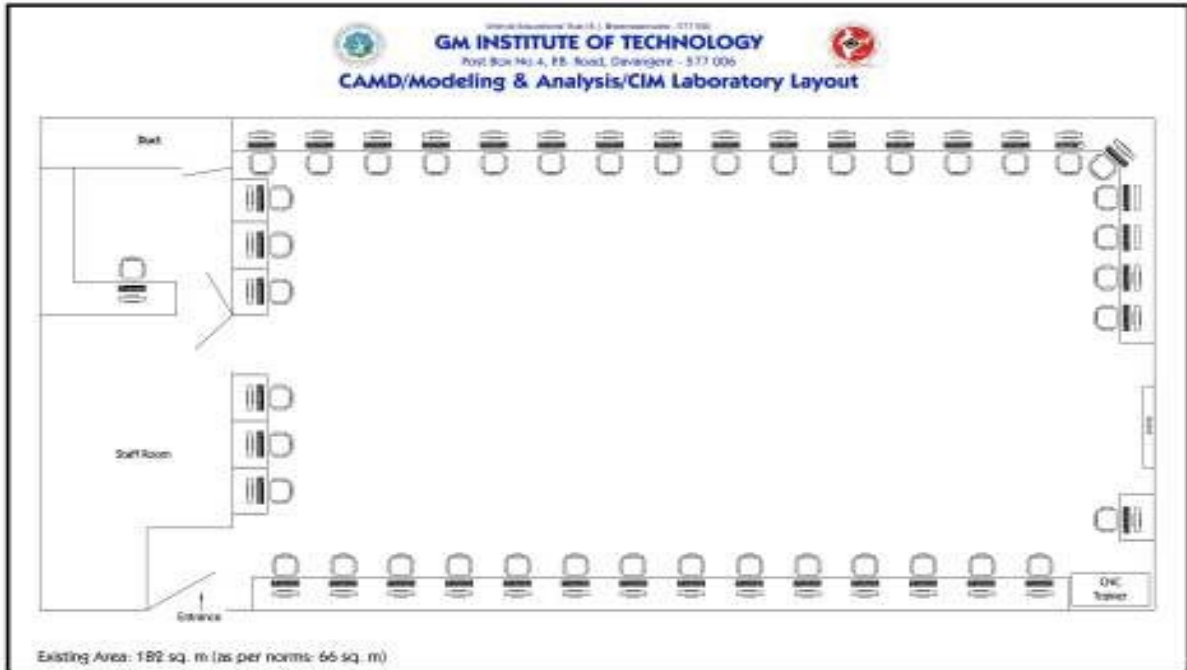 GM INSTITUTE OF TECHNOLOGY
Post Box No.4, P.B. Road, Davangere - 577 006
CAMD/Modeling & Analysis/CIM Laboratory Layout
Duct
Staff Room
CNC
Trainer
Entrance
Existing Area: 182 sq. m (as per norms: 66 sq. m)